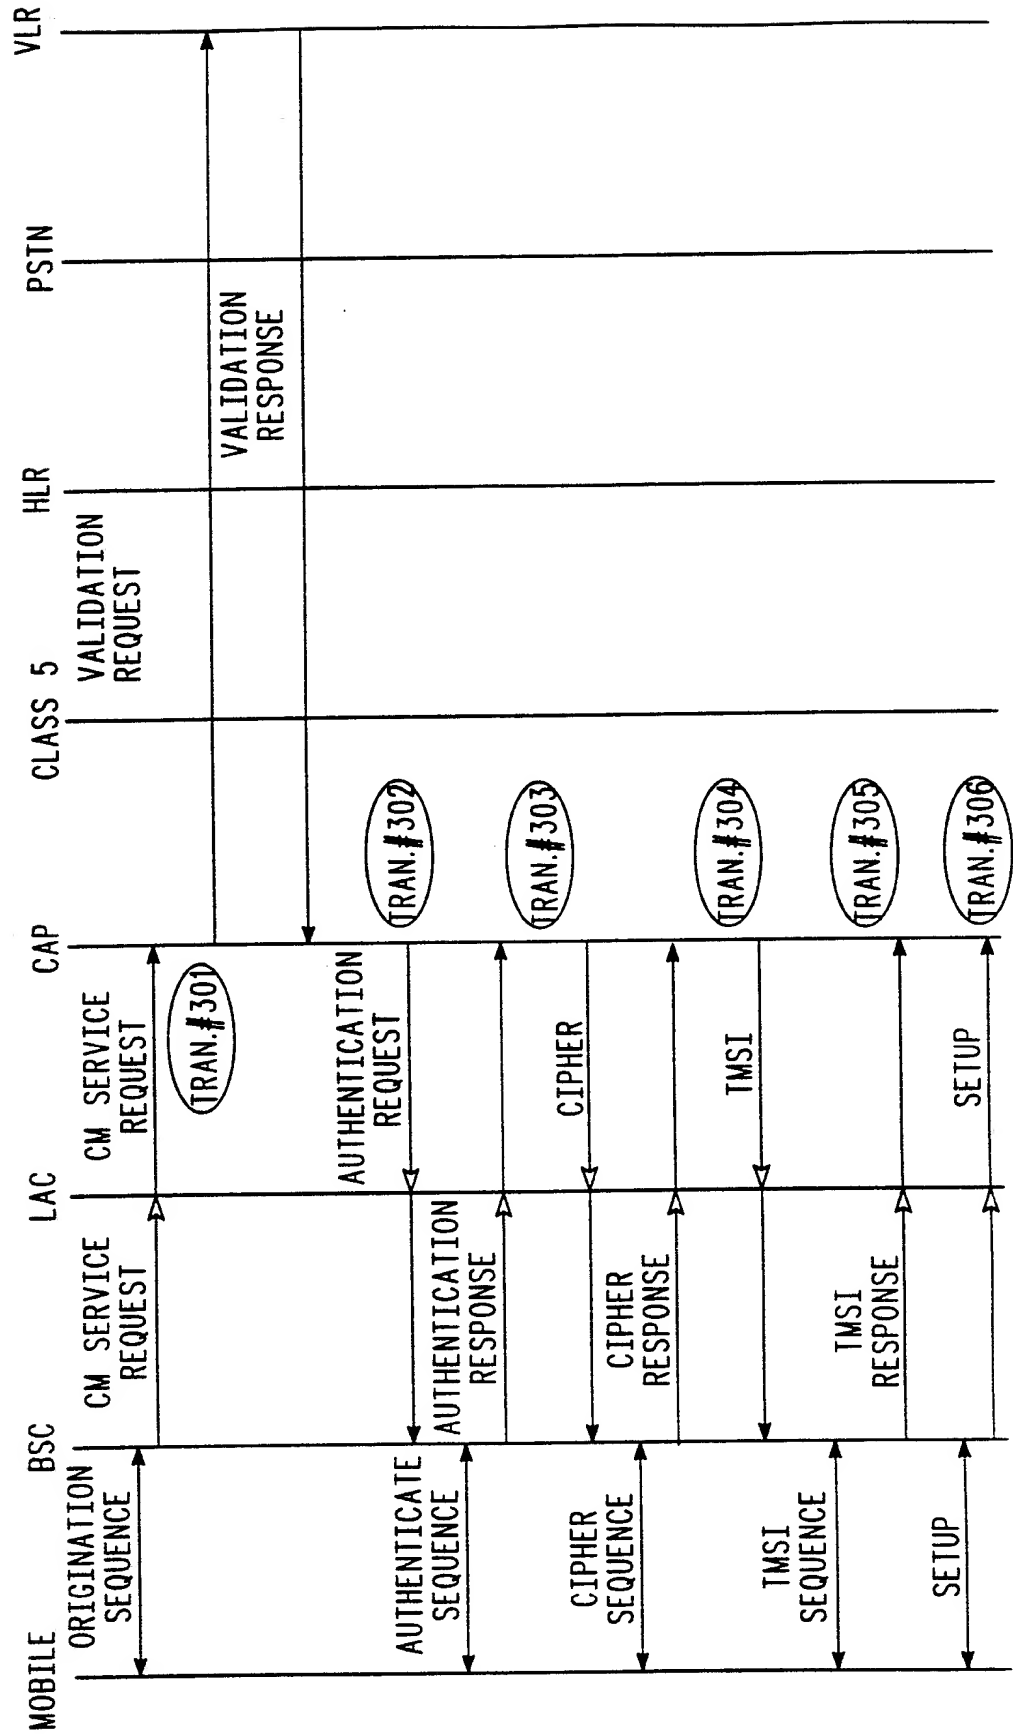 MOBILE
BSC
LAC
CAP
CLASS 5
HLR
PSTN
VLR
ORIGINATION
SEQUENCE
CM SERVICE
REQUEST
CM SERVICE
REQUEST
VALIDATION
REQUEST
TRAN.#301
VALIDATION
RESPONSE
AUTHENTICATION
REQUEST
TRAN.#302
AUTHENTICATE
SEQUENCE
AUTHENTICATION
RESPONSE
TRAN.#303
CIPHER
CIPHER
SEQUENCE
CIPHER
RESPONSE
TRAN.#304
TMSI
TMSI
SEQUENCE
TMSI
RESPONSE
TRAN.#305
SETUP
SETUP
TRAN.#306